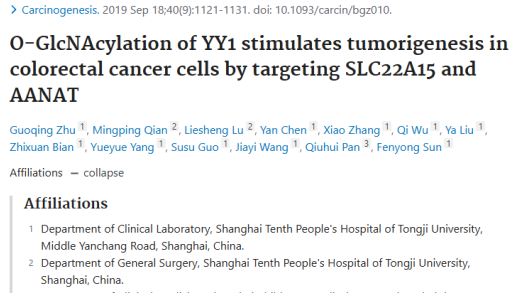 Carcinogenesis. 2019 Sep 18;40(9):1121-1131. doi: 10.1093/carcin/bgz010.
O-GlcNAcylation of YY1 stimulates tumorigenesis in
colorectal cancer cells by targeting SLC22A15 and
AANAT
Guoqing Zhu 1, Mingping Qian 2, Liesheng Lu 2, Yan Chen 1, Xiao Zhang 1, Qi Wu 1, Ya Liu 1,
Zhixuan Bian 1, Yueyue Yang 1, Susu Guo 1, Jiayi Wang 1, Qiuhui Pan 3, Fenyong Sun 1
Affiliations – collapse
Affiliations
1 Department of Clinical Laboratory, Shanghai Tenth People's Hospital of Tongji University,
Middle Yanchang Road, Shanghai, China.
2 Department of General Surgery, Shanghai Tenth People's Hospital of Tongji University,
Shanghai, China.